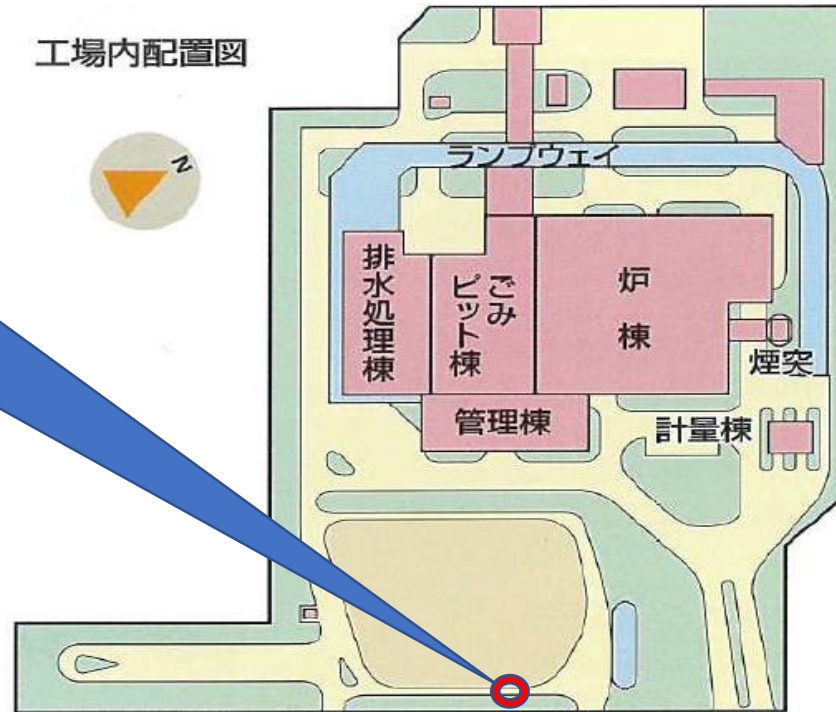 工場内配置図
N
ランプウェイ
排水処理棟
ごみ
ピット棟
炉棟
煙突
管理棟
計量棟